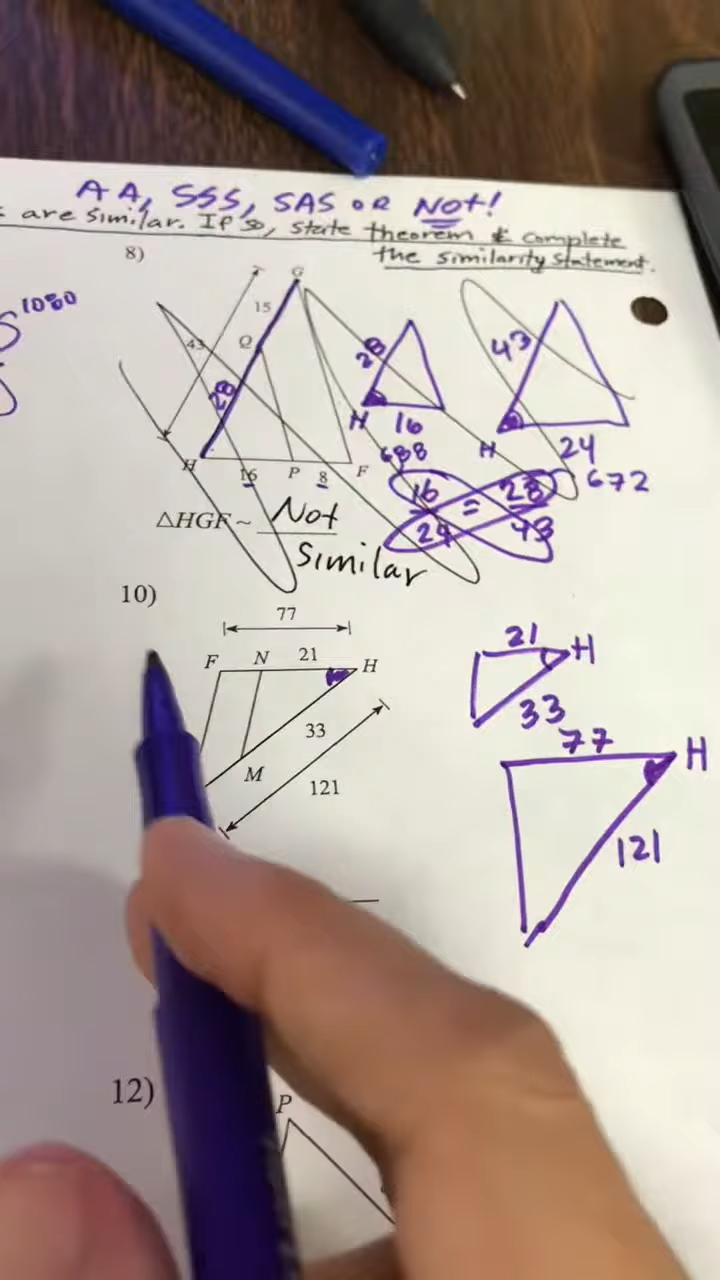 AA, SSS, SAS OR NOT!
are similar. If so, state theorem & complete
the similarity statement.
1080
8)
G
15
Q
43
28
H
16
P
8
F
28
H
16
43
H
24
688
672
16
24
=
28
43
△HGF ~ Not
Similar
10)
77
F
N
21
H
33
M
121
21
H
33
77
H
121
12)
P